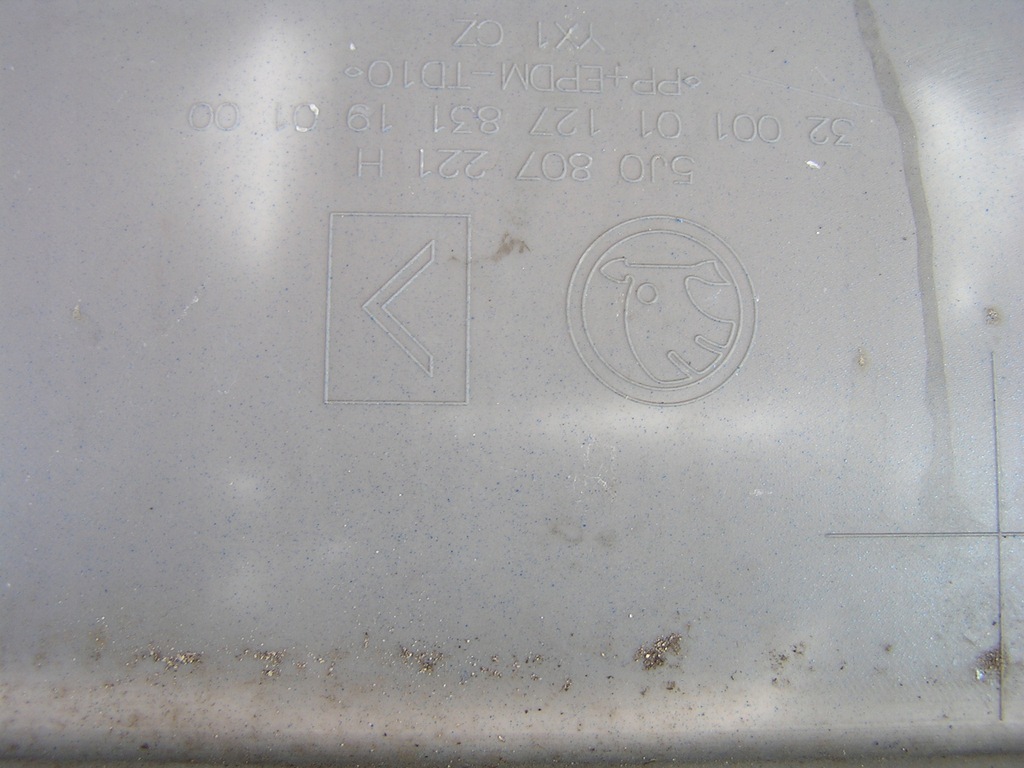 5J0 807 221 H
32 001 01 127 831 19 01 00
>PP+EPDM-TD10<
YX1 CZ